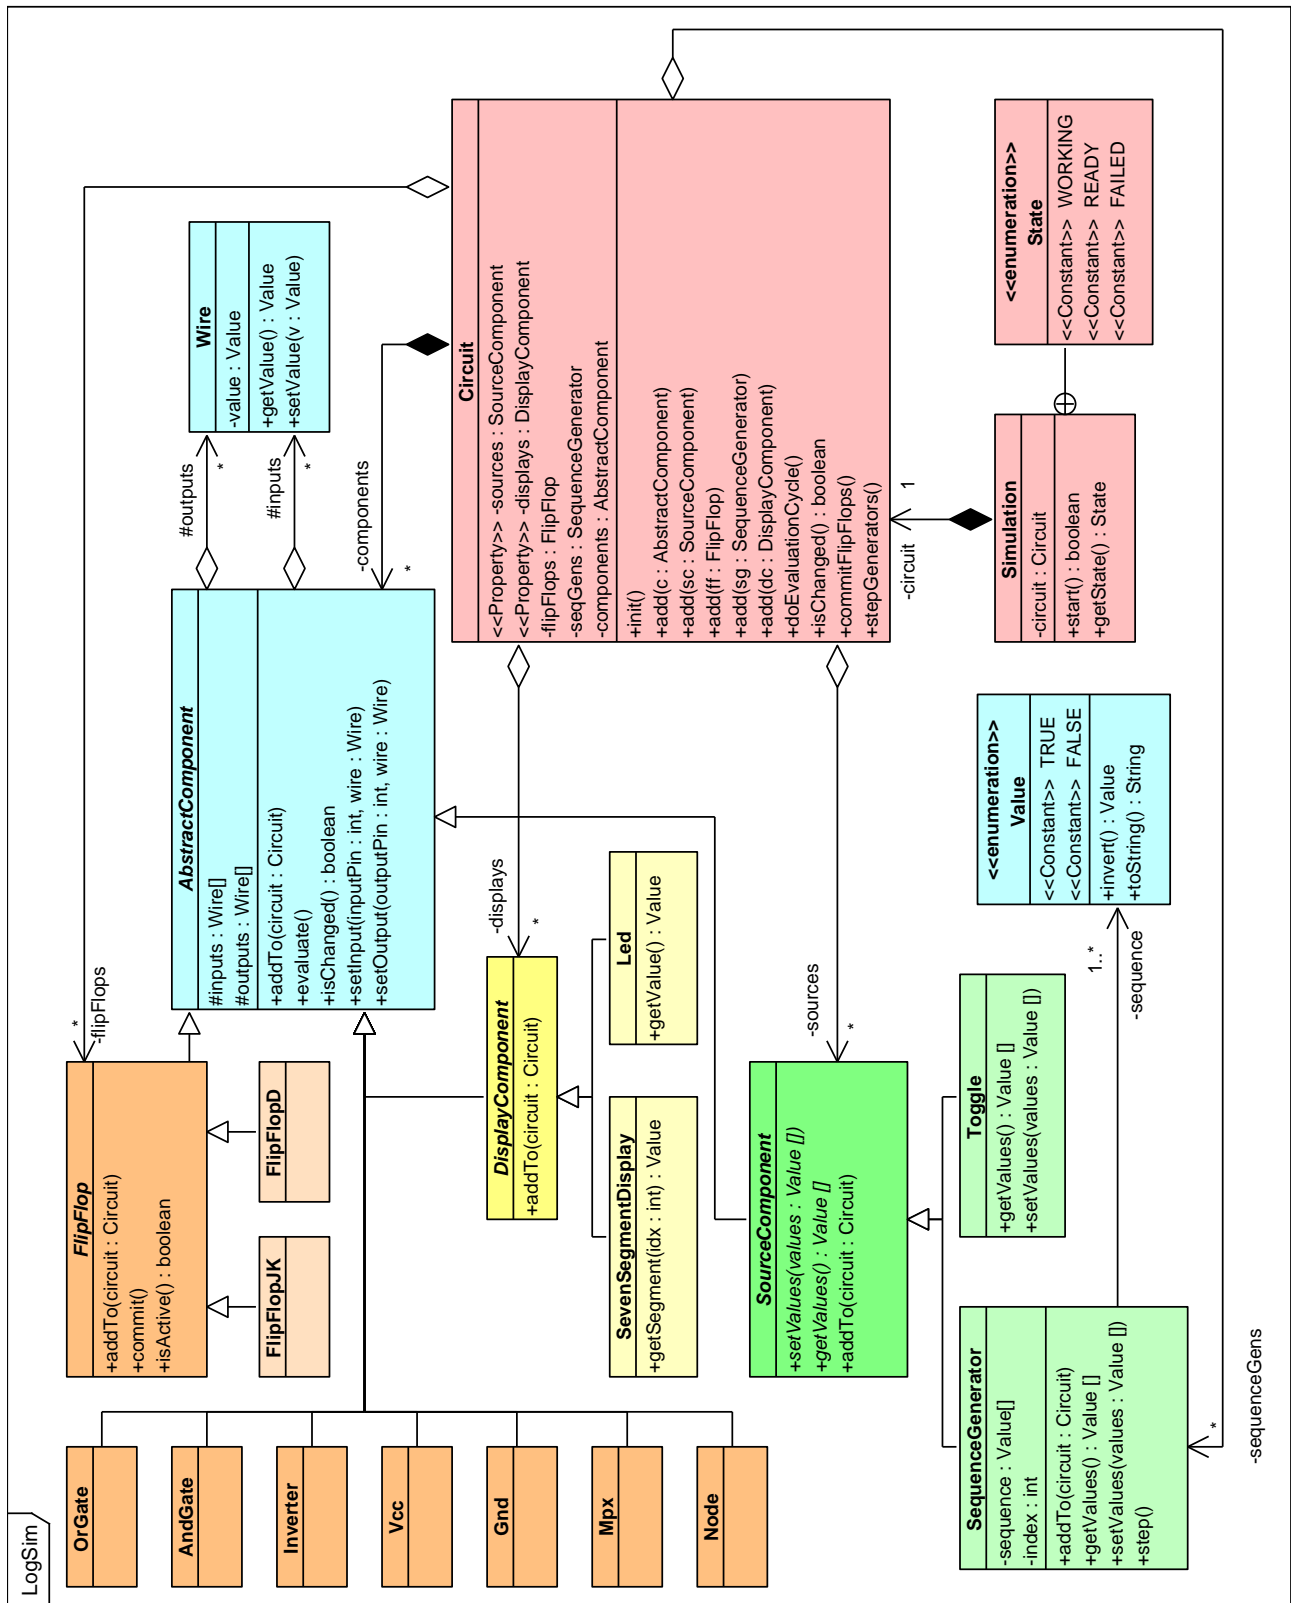 LogSim
OrGate
AndGate
Inverter
Vcc
Gnd
Mpx
Node
FlipFlop
+addTo(circuit : Circuit)
+commit()
+isActive() : boolean
FlipFlopJK
FlipFlopD
*
-flipFlops
AbstractComponent
#inputs : Wire[]
#outputs : Wire[]
+addTo(circuit : Circuit)
+evaluate()
+isChanged() : boolean
+setInput(inputPin : int, wire : Wire)
+setOutput(outputPin : int, wire : Wire)
#outputs
*
#inputs
*
Wire
-value : Value
+getValue() : Value
+setValue(v : Value)
-components
*
DisplayComponent
+addTo(circuit : Circuit)
-displays
*
SevenSegmentDisplay
+getSegment(idx : int) : Value
Led
+getValue() : Value
Circuit
<<Property>> -sources : SourceComponent
<<Property>> -displays : DisplayComponent
-flipFlops : FlipFlop
-seqGens : SequenceGenerator
-components : AbstractComponent
+init()
+add(c : AbstractComponent)
+add(sc : SourceComponent)
+add(ff : FlipFlop)
+add(sg : SequenceGenerator)
+add(dc : DisplayComponent)
+doEvaluationCycle()
+isChanged() : boolean
+commitFlipFlops()
+stepGenerators()
SourceComponent
+setValues(values : Value [])
+getValues() : Value []
+addTo(circuit : Circuit)
-sources
*
-circuit
1
Simulation
-circuit : Circuit
+start() : boolean
+getState() : State
<<enumeration>>
State
<<Constant>> WORKING
<<Constant>> READY
<<Constant>> FAILED
SequenceGenerator
-sequence : Value[]
-index : int
+addTo(circuit : Circuit)
+getValues() : Value []
+setValues(values : Value [])
+step()
Toggle
+getValues() : Value []
+setValues(values : Value [])
1..*
-sequence
<<enumeration>>
Value
<<Constant>> TRUE
<<Constant>> FALSE
+invert() : Value
+toString() : String
*
-sequenceGens